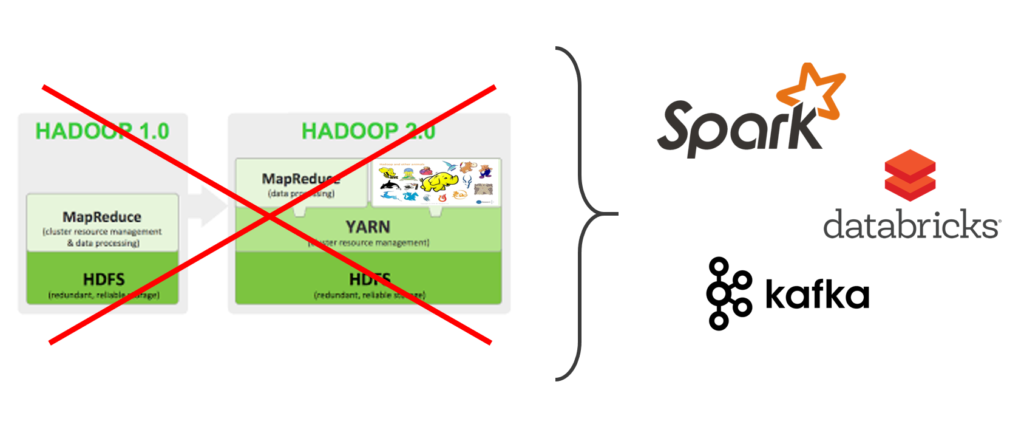 HADOOP 1.0
MapReduce
(cluster resource management
& data processing)
HDFS
(redundant, reliable storage)
HADOOP 2.0
MapReduce
(data processing)
YARN
(cluster resource management)
HDFS
(redundant, reliable storage)
Spark
databricks
kafka